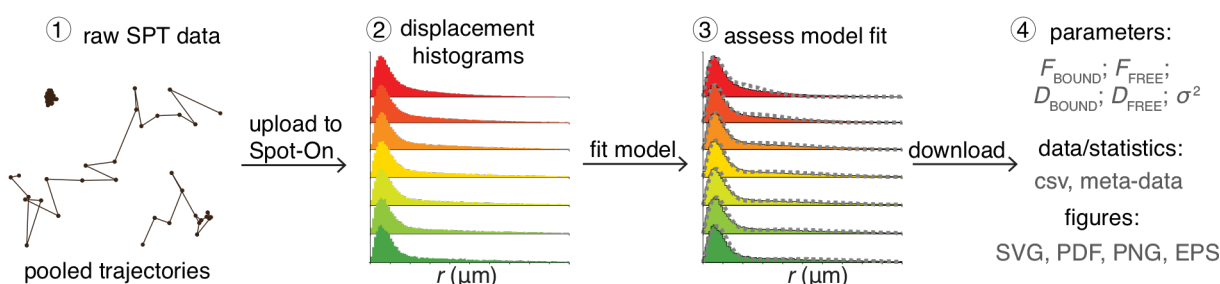 ① raw SPT data
pooled trajectories
upload to
Spot-On
② displacement
histograms
r (μm)
fit model
③ assess model fit
r (μm)
download
④ parameters:
F_BOUND; F_FREE;
D_BOUND; D_FREE; σ²
data/statistics:
csv, meta-data
figures:
SVG, PDF, PNG, EPS